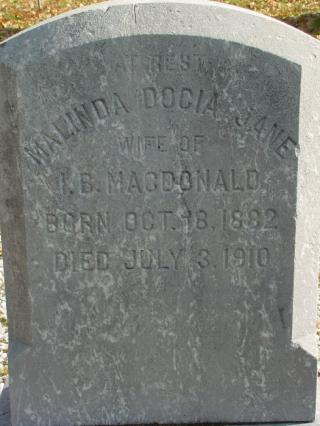 AT REST
MALINDA DOCIA JANE
WIFE OF
I. B. MACDONALD
BORN OCT. 18, 1882
DIED JULY 3, 1910